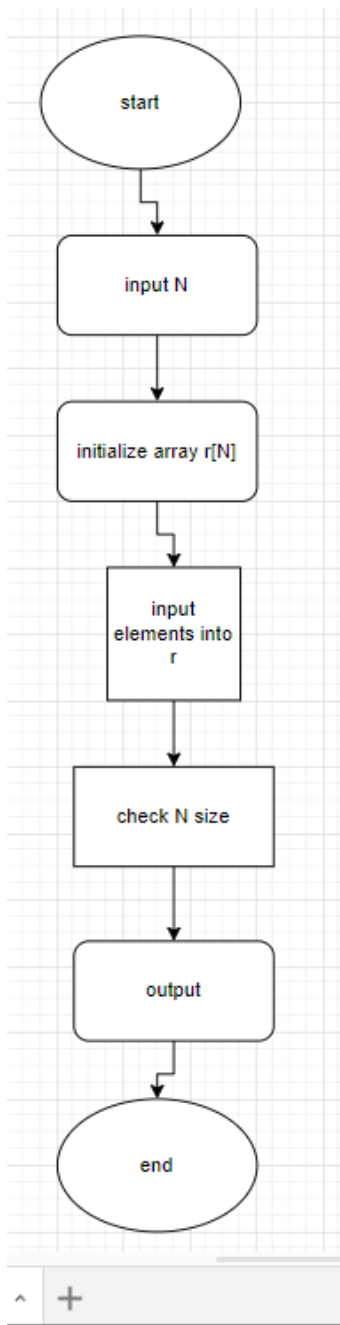 start
input N
initialize array r[N]
input
elements into
r
check N size
output
end